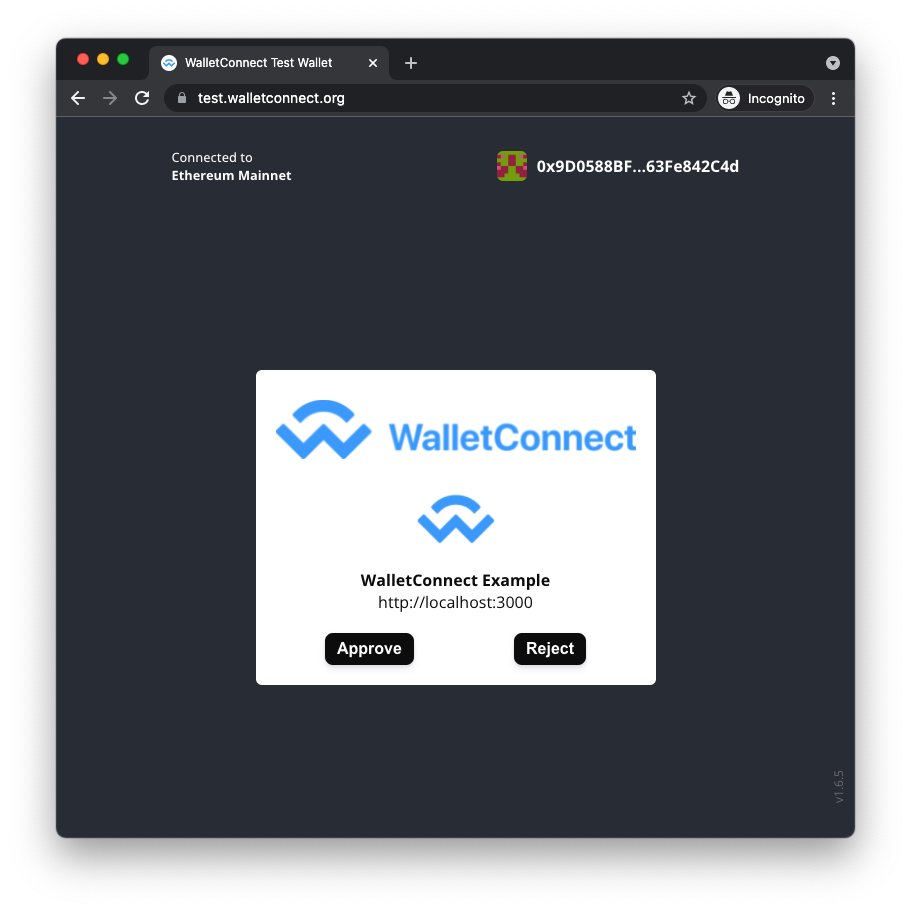 WalletConnect Test Wallet
test.walletconnect.org
Incognito
Connected to
Ethereum Mainnet
0x9D0588BF...63Fe842C4d
WalletConnect
WalletConnect Example
http://localhost:3000
Approve
Reject
v1.6.5